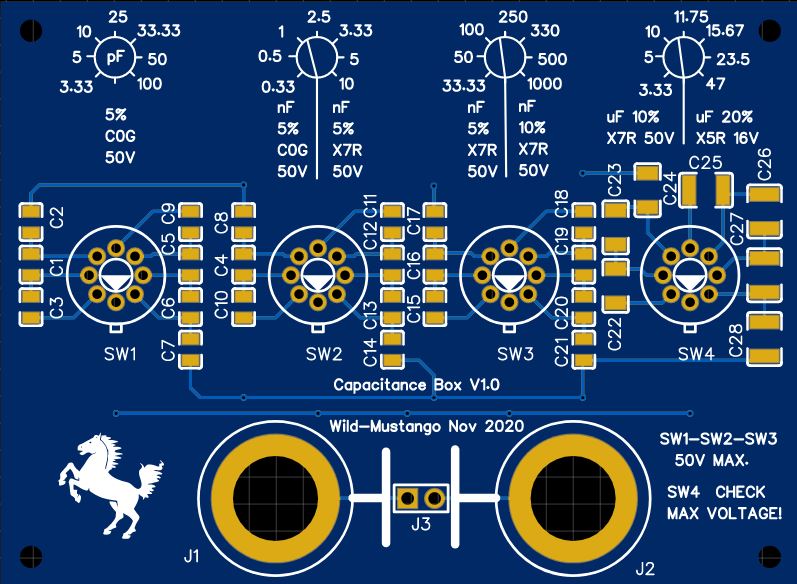 25
10 33.33
5 pF 50
3.33 100
5%
C0G
50V
2.5
1 3.33
0.5 5
0.33 10
nF nF
5% 5%
C0G X7R
50V 50V
250
100 330
50 500
33.33 1000
nF nF
5% 10%
X7R X7R
50V 50V
11.75
10 15.67
5 23.5
3.33 47
uF 10% uF 20%
X7R 50V X5R 16V
C2
C1
C3
C9
C5
C6
C7
SW1
C8
C4
C10
C11
C12
C13
C14
SW2
C17
C16
C15
C18
C19
C20
C21
SW3
C23
C24
C25
C26
C27
C22
C28
SW4
Capacitance Box V1.0
Wild-Mustango Nov 2020
SW1-SW2-SW3
50V MAX.
SW4 CHECK
MAX VOLTAGE!
J1
J3
J2